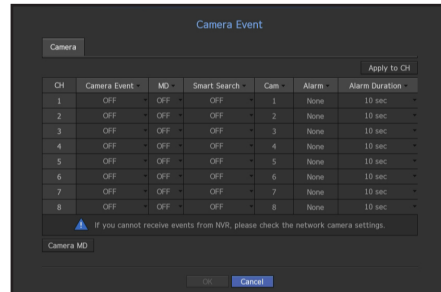 Camera Event
Camera
Apply to CH
CH Camera Event MD Smart Search Cam Alarm Alarm Duration
1 OFF OFF OFF 1 None 10 sec
2 OFF OFF OFF 2 None 10 sec
3 OFF OFF OFF 3 None 10 sec
4 OFF OFF OFF 4 None 10 sec
5 OFF OFF OFF 5 None 10 sec
6 OFF OFF OFF 6 None 10 sec
7 OFF OFF OFF 7 None 10 sec
8 OFF OFF OFF 8 None 10 sec
If you cannot receive events from NVR, please check the network camera settings.
Camera MD
OK Cancel